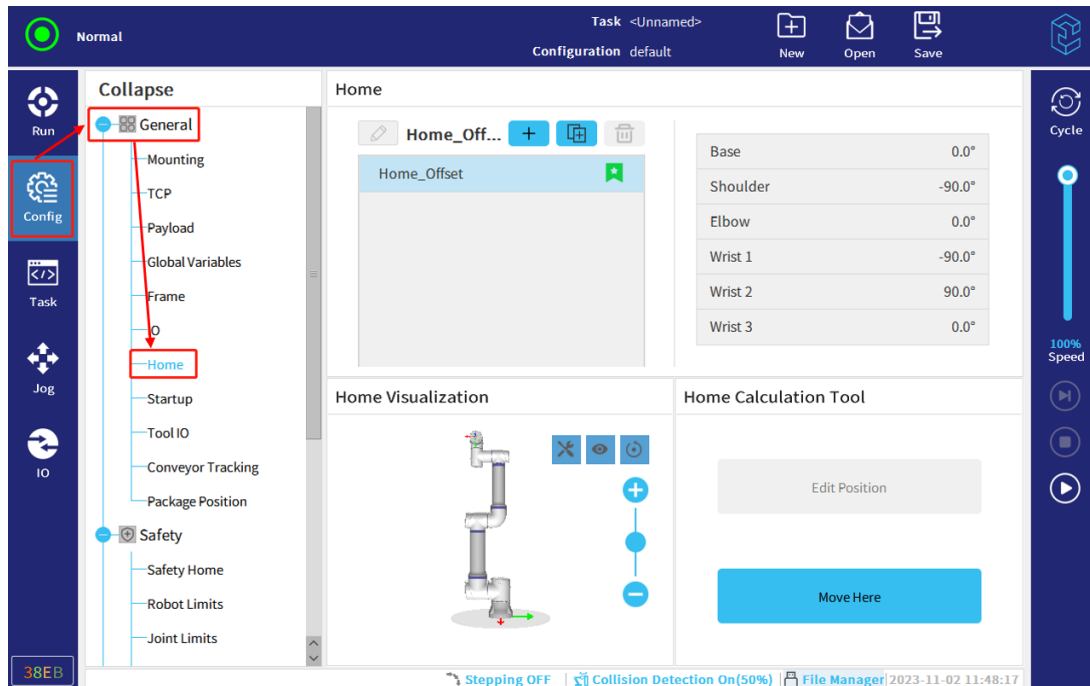 Normal
Task <Unnamed>
Configuration default
New
Open
Save
Run
Config
Task
Jog
IO
38EB
Collapse
General
Mounting
TCP
Payload
Global Variables
Frame
IO
Home
Startup
Tool IO
Conveyor Tracking
Package Position
Safety
Safety Home
Robot Limits
Joint Limits
Home
Home_Off...
Home_Offset
Base 0.0°
Shoulder -90.0°
Elbow 0.0°
Wrist 1 -90.0°
Wrist 2 90.0°
Wrist 3 0.0°
Home Visualization
Home Calculation Tool
Edit Position
Move Here
Cycle
100%
Speed
Stepping OFF
Collision Detection On(50%)
File Manager
2023-11-02 11:48:17